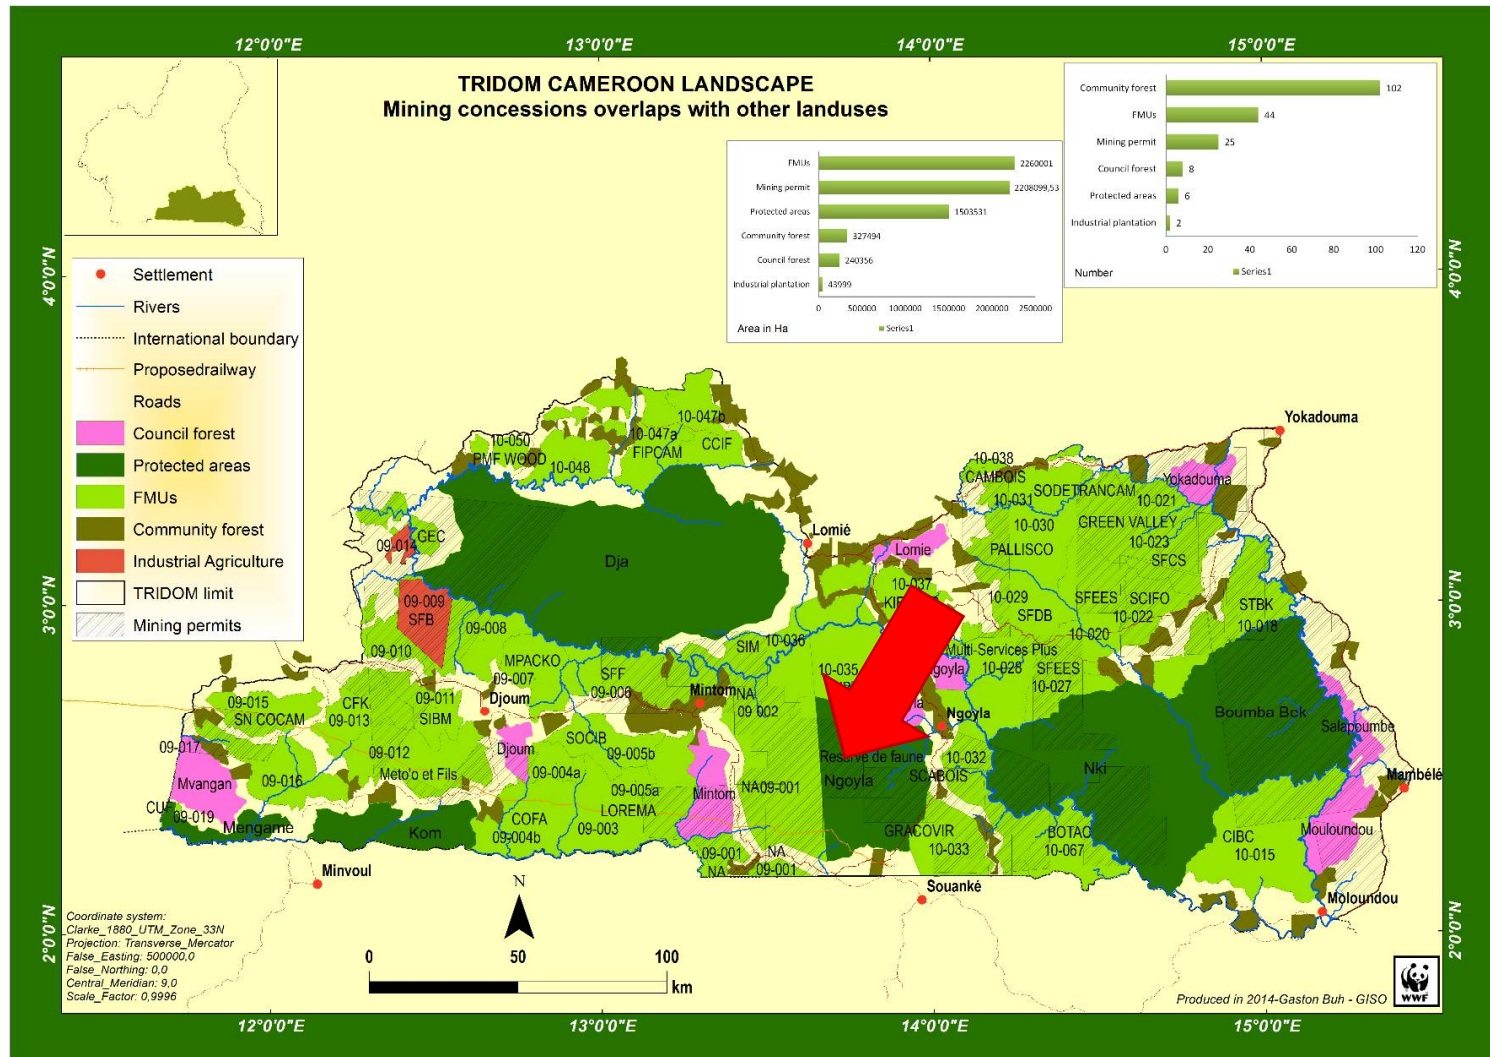 12°0'0"E
13°0'0"E
14°0'0"E
15°0'0"E
TRIDOM CAMEROON LANDSCAPE
Mining concessions overlaps with other landuses
Community forest
102
FMUs
44
Mining permit
25
Council forest
8
Protected areas
6
Industrial plantation
2
0 20 40 60 80 100 120
Number
Series1
FMUs
2260001
Mining permit
2208099,53
Protected areas
1503531
Community forest
327494
Council forest
240356
Industrial plantation
43999
0 500000 1000000 1500000 2000000 2500000
Area in Ha
Series1
4°0'0"N
4°0'0"N
Settlement
Rivers
International boundary
Proposedrailway
Roads
Council forest
Protected areas
FMUs
Community forest
Industrial Agriculture
TRIDOM limit
Mining permits
3°0'0"N
3°0'0"N
Yokadouma
10-047b
10-047a
CCIF
FIPCAM
10-050
PMF WOOD
10-048
10-038
CAMBOIS
10-031
SODETRANCAM
10-021
Yokadouma
10-030
GREEN VALLEY
10-023
SFCS
PALLISCO
Lomié
Lomie
GEC
09-014
Dja
10-037
09-009
SFB
10-029
SFDB
SFEES
SCIFO
10-022
STBK
10-018
10-020
09-008
09-010
SIM
10-036
Multi-Services Plus
10-028
SFEES
10-027
MPACKO
09-007
SFF
09-006
10-035
09-011
SIBM
CFK
09-013
09-015
SN COCAM
Djoum
Mintom
NA
09 002
Ngoyla
Boumba Bek
Salapoumbe
09-017
Mvangan
09-016
09-012
Meto'o et Fils
Djoum
SOCIB
09-005b
09-004a
09-005a
LOREMA
Mintom
NA09-001
Reserve de faune
Ngoyla
SCABOIS
10-032
Nki
Mambélé
09-019
Mengame
Kom
COFA
09-004b
09-003
GRACOVIR
10-033
BOTAC
10-067
CIBC
10-015
Mouloundou
09-001
NA
NA
09-001
Minvoul
Souanké
Moloundou
N
0 50 100
km
2°0'0"N
2°0'0"N
Coordinate system:
Clarke_1880_UTM_Zone_33N
Projection: Transverse_Mercator
False_Easting: 500000,0
False_Northing: 0,0
Central_Meridian: 9,0
Scale_Factor: 0,9996
Produced in 2014-Gaston Buh - GISO
WWF
12°0'0"E
13°0'0"E
14°0'0"E
15°0'0"E